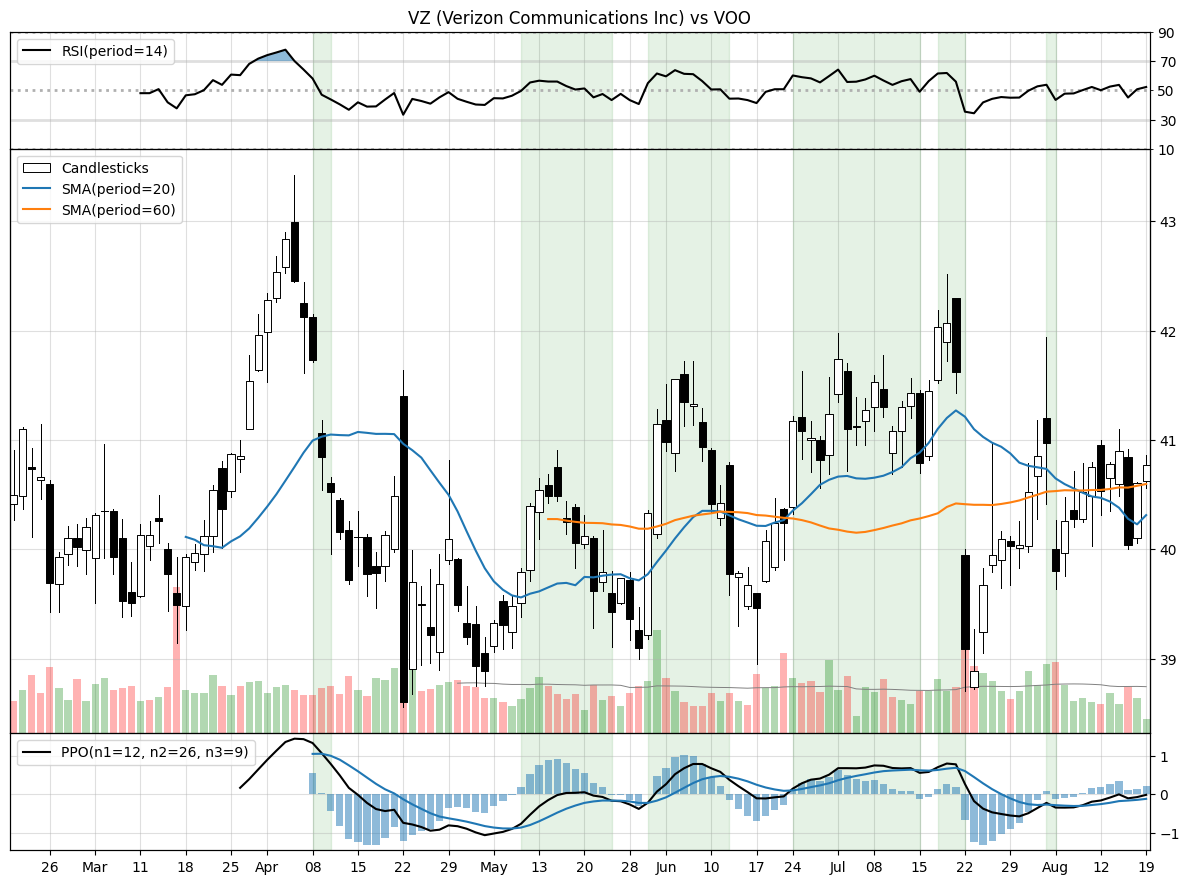 VZ (Verizon Communications Inc) vs VOO
RSI(period=14)
90
70
50
30
10
Candlesticks
SMA(period=20)
SMA(period=60)
43
42
41
40
39
PPO(n1=12, n2=26, n3=9)
1
0
−1
26 Mar 11 18 25 Apr 08 15 22 29 May 13 20 28 Jun 10 17 24 Jul 08 15 22 29 Aug 12 19